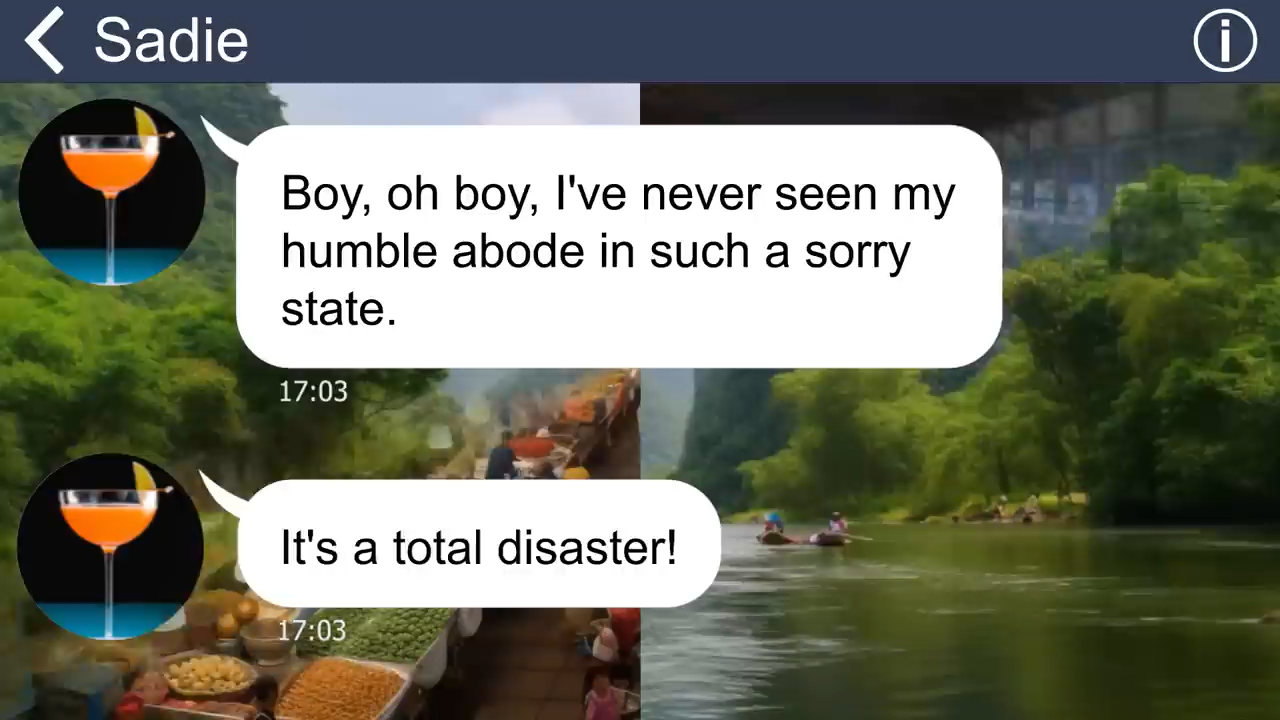 Sadie
Boy, oh boy, I've never seen my
humble abode in such a sorry
state.
17:03
It's a total disaster!
17:03